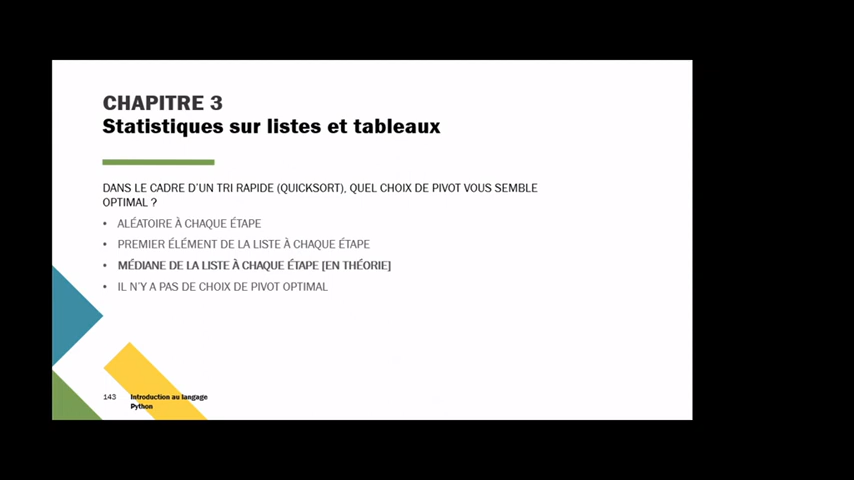 CHAPITRE 3
Statistiques sur listes et tableaux
DANS LE CADRE D'UN TRI RAPIDE (QUICKSORT), QUEL CHOIX DE PIVOT VOUS SEMBLE
OPTIMAL ?
• ALÉATOIRE À CHAQUE ÉTAPE
• PREMIER ÉLÉMENT DE LA LISTE À CHAQUE ÉTAPE
• MÉDIANE DE LA LISTE À CHAQUE ÉTAPE [EN THÉORIE]
• IL N'Y A PAS DE CHOIX DE PIVOT OPTIMAL
143 Introduction au langage
Python